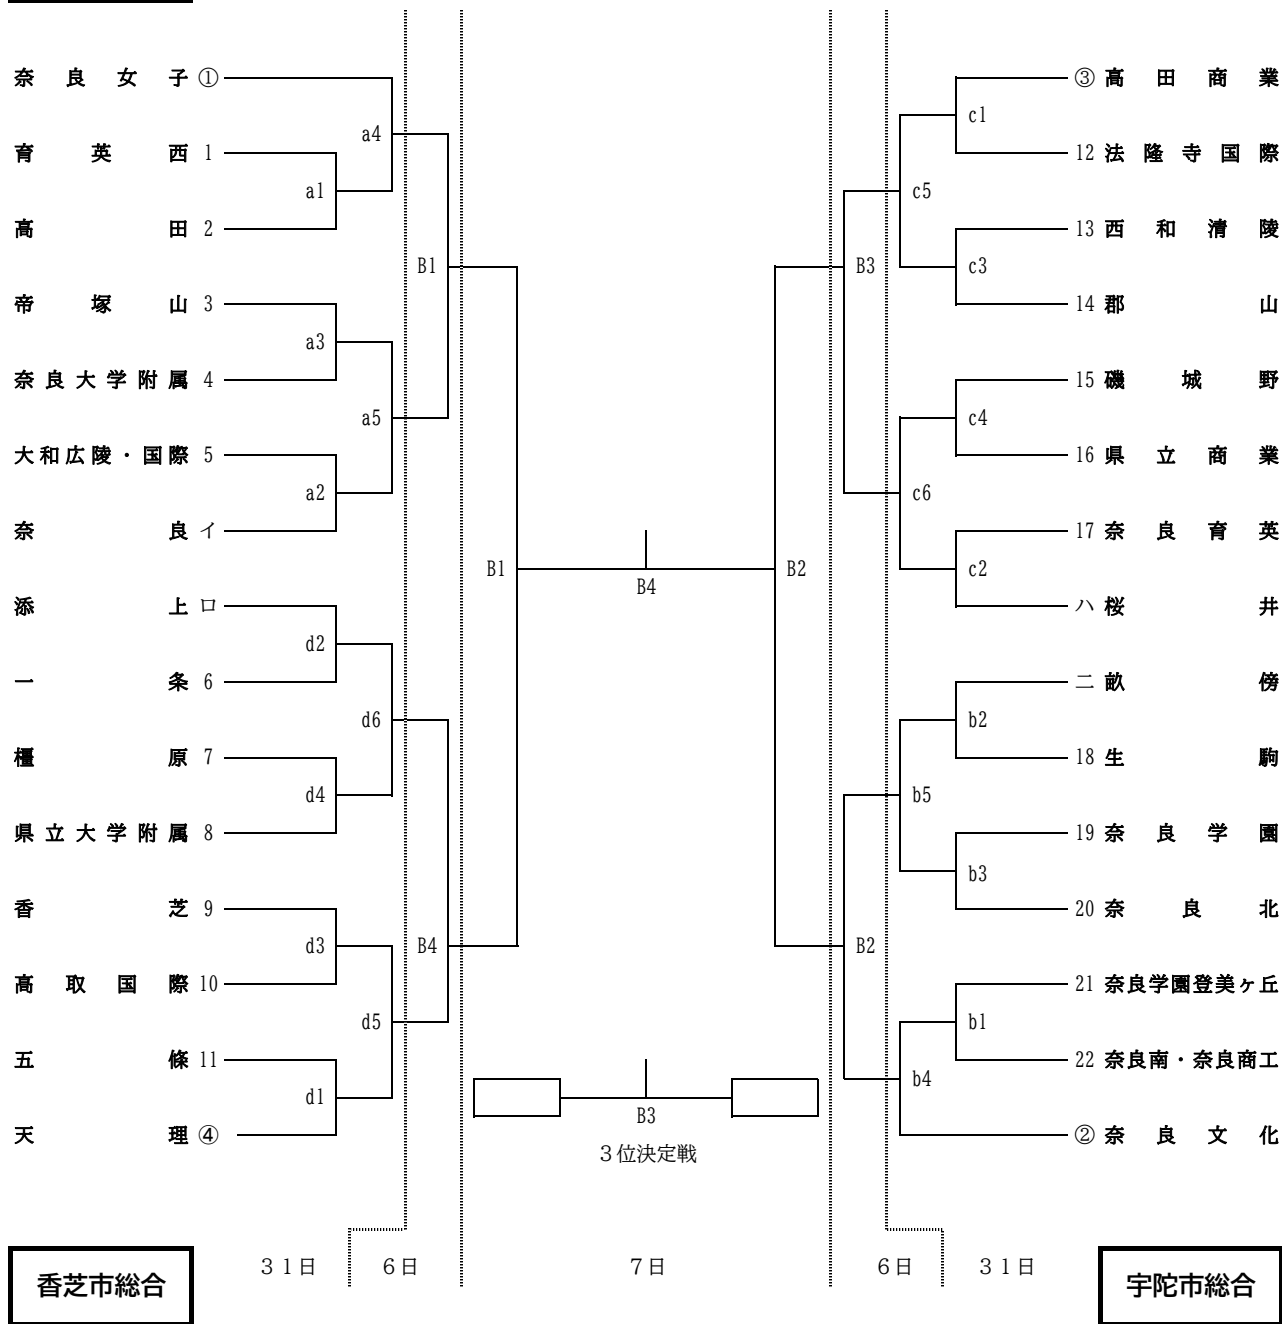 奈良女子 ①
a4
育英西 1
a1
高田 2
B1
帝塚山 3
a3
奈良大学附属 4
a5
大和広陵・国際 5
a2
奈良 イ
添上 ロ
d2
一条 6
d6
橿原 7
d4
県立大学附属 8
B4
香芝 9
d3
高取国際 10
d5
五條 11
d1
天理 ④
B1
B4
B2
B3
３位決定戦
③ 高田商業
c1
12 法隆寺国際
c5
13 西和清陵
B3
c3
14 郡山
15 磯城野
c4
16 県立商業
c6
17 奈良育英
c2
ハ 桜井
ニ 畝傍
b2
18 生駒
b5
19 奈良学園
b3
20 奈良北
B2
21 奈良学園登美ヶ丘
b1
22 奈良南・奈良商工
b4
② 奈良文化
３１日 ６日 ７日 ６日 ３１日
香芝市総合
宇陀市総合